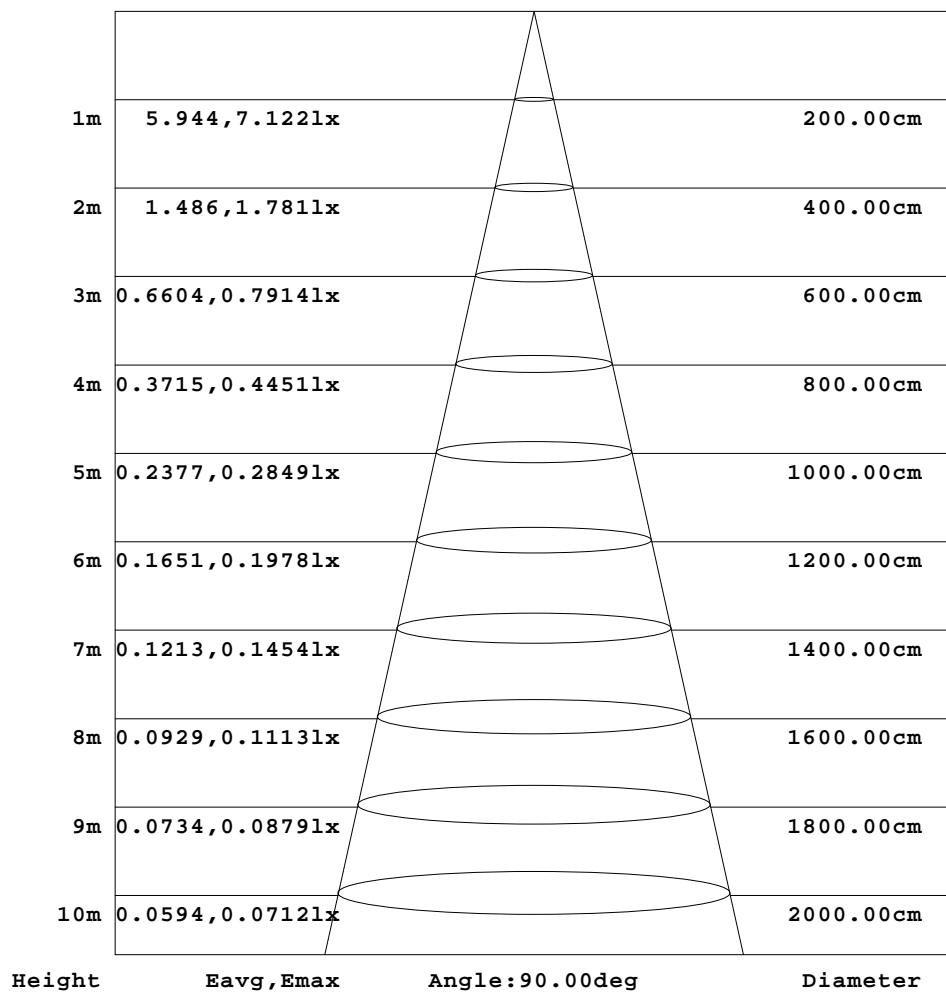 1m 5.944,7.122lx 200.00cm
2m 1.486,1.781lx 400.00cm
3m 0.6604,0.7914lx 600.00cm
4m 0.3715,0.4451lx 800.00cm
5m 0.2377,0.2849lx 1000.00cm
6m 0.1651,0.1978lx 1200.00cm
7m 0.1213,0.1454lx 1400.00cm
8m 0.0929,0.1113lx 1600.00cm
9m 0.0734,0.0879lx 1800.00cm
10m 0.0594,0.0712lx 2000.00cm
Height Eavg,Emax Angle:90.00deg Diameter